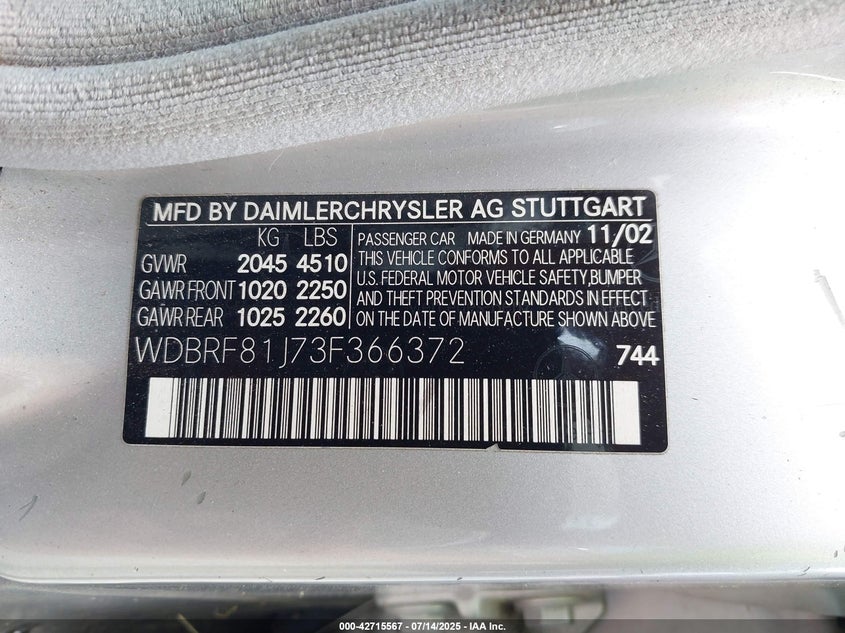 MFD BY DAIMLERCHRYSLER AG STUTTGART
KG LBS
GVWR 2045 4510
GAWR FRONT 1020 2250
GAWR REAR 1025 2260
PASSENGER CAR MADE IN GERMANY 11/02
THIS VEHICLE CONFORMS TO ALL APPLICABLE
U.S. FEDERAL MOTOR VEHICLE SAFETY, BUMPER
AND THEFT PREVENTION STANDARDS IN EFFECT
ON THE DATE OF MANUFACTURE SHOWN ABOVE
WDBRF81J73F366372 744
000-42715567 - 07/14/2025 - IAA Inc.